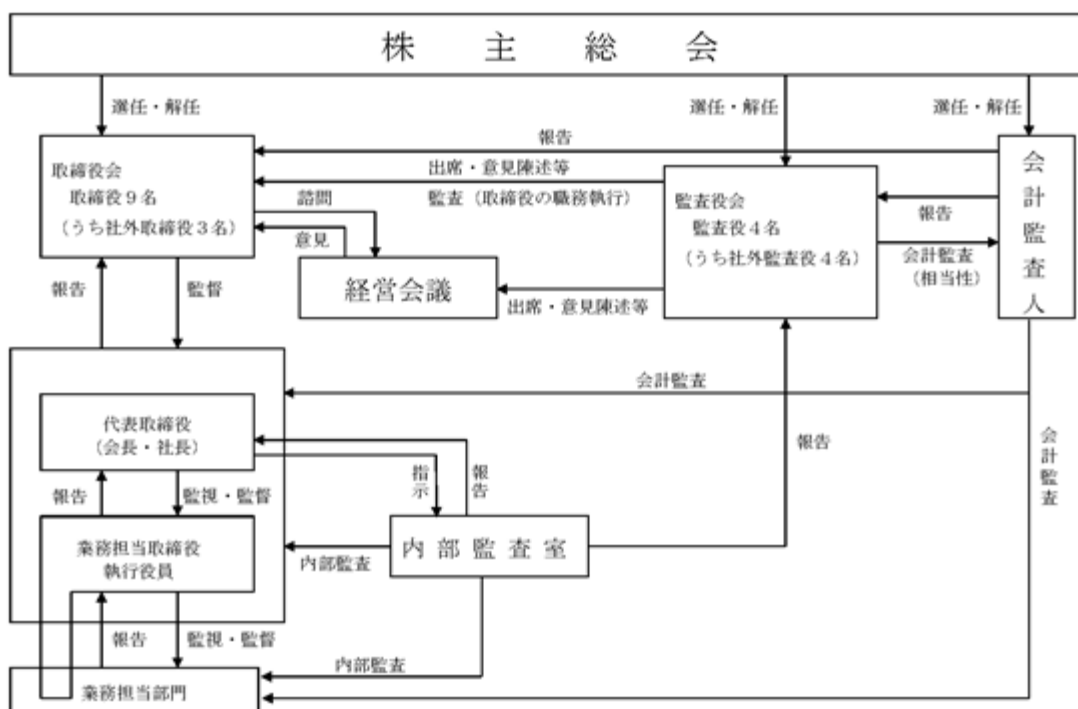 株主総会
選任・解任
選任・解任
選任・解任
報告
取締役会
取締役9名
(うち社外取締役3名)
出席・意見陳述等
監査(取締役の職務執行)
諮問
意見
経営会議
監査役会
監査役4名
(うち社外監査役4名)
出席・意見陳述等
報告
会計監査
(相当性)
会計監査人
報告
監督
会計監査
代表取締役
(会長・社長)
指示
報告
報告
会計監査
報告
監視・監督
業務担当取締役
執行役員
内部監査
内部監査室
報告
監視・監督
内部監査
業務担当部門